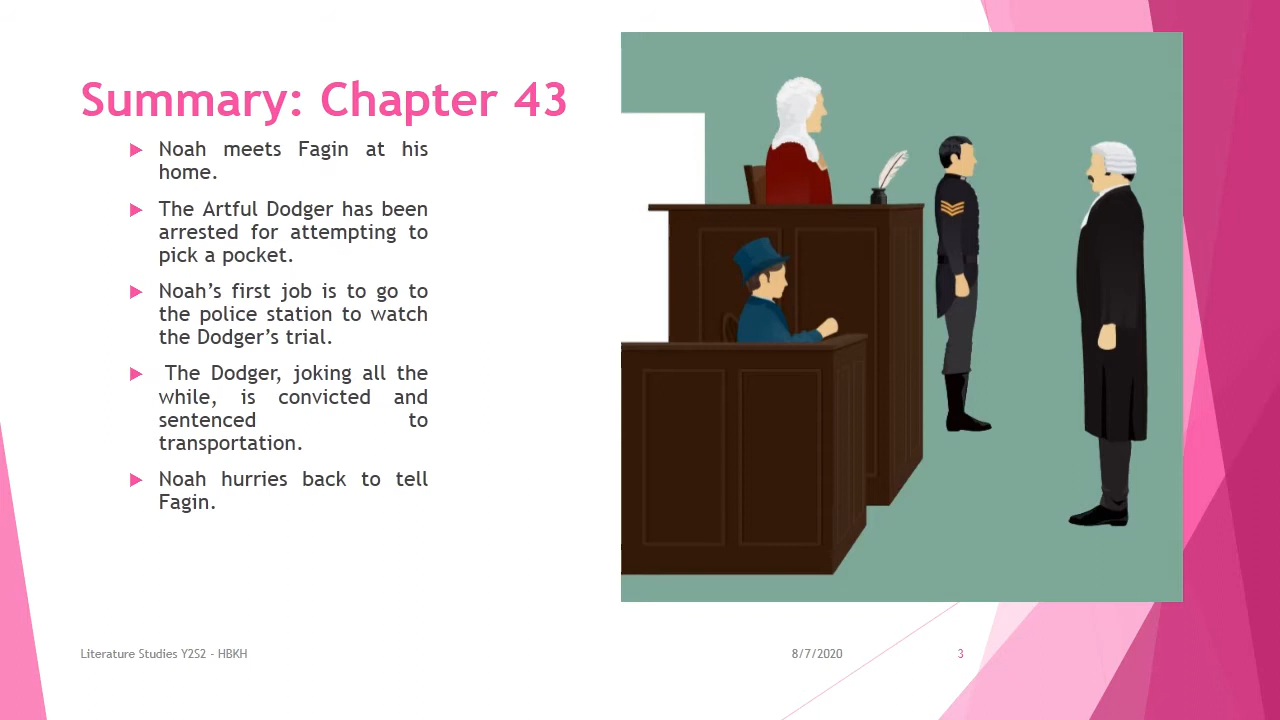 Summary: Chapter 43
Noah meets Fagin at his
home.
The Artful Dodger has been
arrested for attempting to
pick a pocket.
Noah’s first job is to go to
the police station to watch
the Dodger’s trial.
The Dodger, joking all the
while, is convicted and
sentenced to
transportation.
Noah hurries back to tell
Fagin.
Literature Studies Y2S2 - HBKH
8/7/2020
3